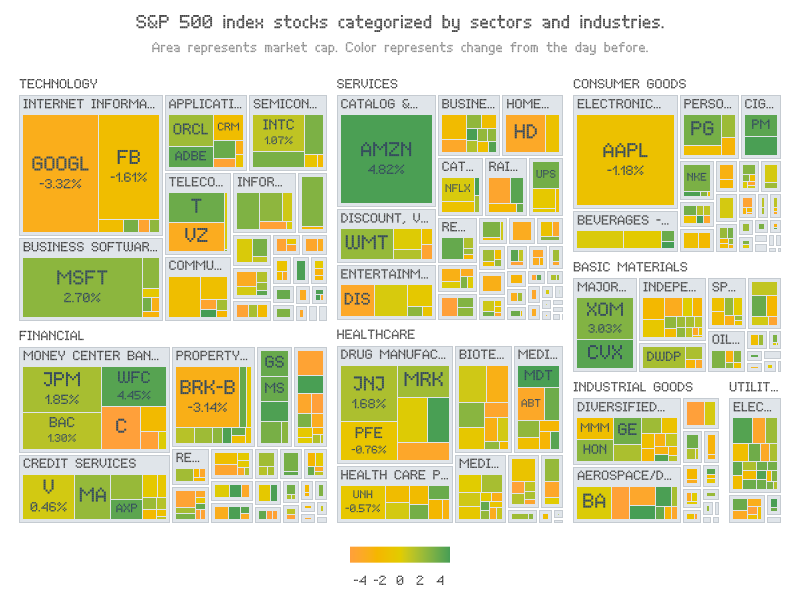 S&P 500 index stocks categorized by sectors and industries.
Area represents market cap. Color represents change from the day before.
TECHNOLOGY
INTERNET INFORMA...
GOOGL
-3.32%
FB
-1.61%
APPLICATI...
ORCL
CRM
ADBE
SEMICON...
INTC
1.07%
TELECO...
T
VZ
INFOR...
BUSINESS SOFTWAR...
MSFT
2.70%
COMMU...
SERVICES
CATALOG &...
AMZN
4.82%
BUSINE...
HOME...
HD
CAT...
NFLX
RAI...
UPS
DISCOUNT, V...
WMT
RE...
ENTERTAINM...
DIS
CONSUMER GOODS
ELECTRONIC...
AAPL
-1.18%
PERSO...
PG
CIG...
PM
NKE
BEVERAGES -...
BASIC MATERIALS
MAJOR...
XOM
3.03%
CVX
INDEPE...
DWDP
SP...
OIL...
FINANCIAL
MONEY CENTER BAN...
JPM
1.85%
WFC
4.45%
BAC
1.30%
C
PROPERTY...
BRK-B
-3.14%
GS
MS
CREDIT SERVICES
V
0.46%
MA
AXP
RE...
HEALTHCARE
DRUG MANUFAC...
JNJ
1.68%
MRK
PFE
-0.76%
BIOTE...
MEDI...
MDT
ABT
HEALTH CARE P...
UNH
-0.57%
MEDI...
INDUSTRIAL GOODS
DIVERSIFIED...
MMM
GE
HON
AEROSPACE/D...
BA
UTILIT...
ELEC...
-4 -2 0 2 4